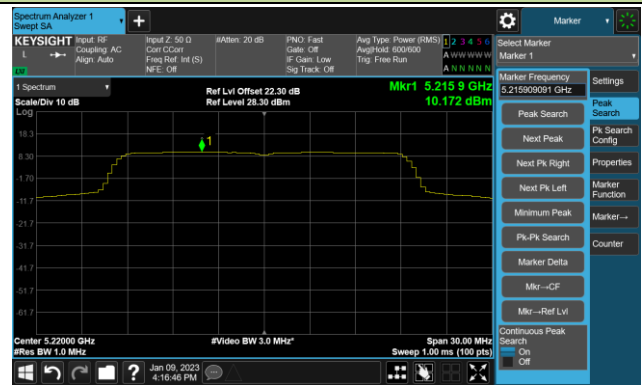 Spectrum Analyzer 1
Swept SA
Marker
KEYSIGHT
Input: RF
Coupling: AC
Align: Auto
Input Z: 50 Ω
Corr CCorr
Freq Ref: Int (S)
NFE: Off
#Atten: 20 dB
PNO: Fast
Gate: Off
IF Gain: Low
Sig Track: Off
Avg Type: Power (RMS)
Avg|Hold: 600/600
Trig: Free Run
1 2 3 4 5 6
A W W W W W
A N N N N N
L
Select Marker
Marker 1
1 Spectrum
Scale/Div 10 dB
Log
Ref Lvl Offset 22.30 dB
Ref Level 28.30 dBm
Mkr1 5.215 9 GHz
10.172 dBm
1
18.3
8.30
-1.70
-11.7
-21.7
-31.7
-41.7
-51.7
-61.7
Center 5.22000 GHz
#Res BW 1.0 MHz
#Video BW 3.0 MHz*
Span 30.00 MHz
Sweep 1.00 ms (100 pts)
Marker Frequency
5.215909091 GHz
Peak Search
Next Peak
Next Pk Right
Next Pk Left
Minimum Peak
Pk-Pk Search
Marker Delta
Mkr→CF
Mkr→Ref Lvl
Continuous Peak
Search
On
Off
Settings
Peak
Search
Pk Search
Config
Properties
Marker
Function
Marker→
Counter
?
Jan 09, 2023
4:16:46 PM